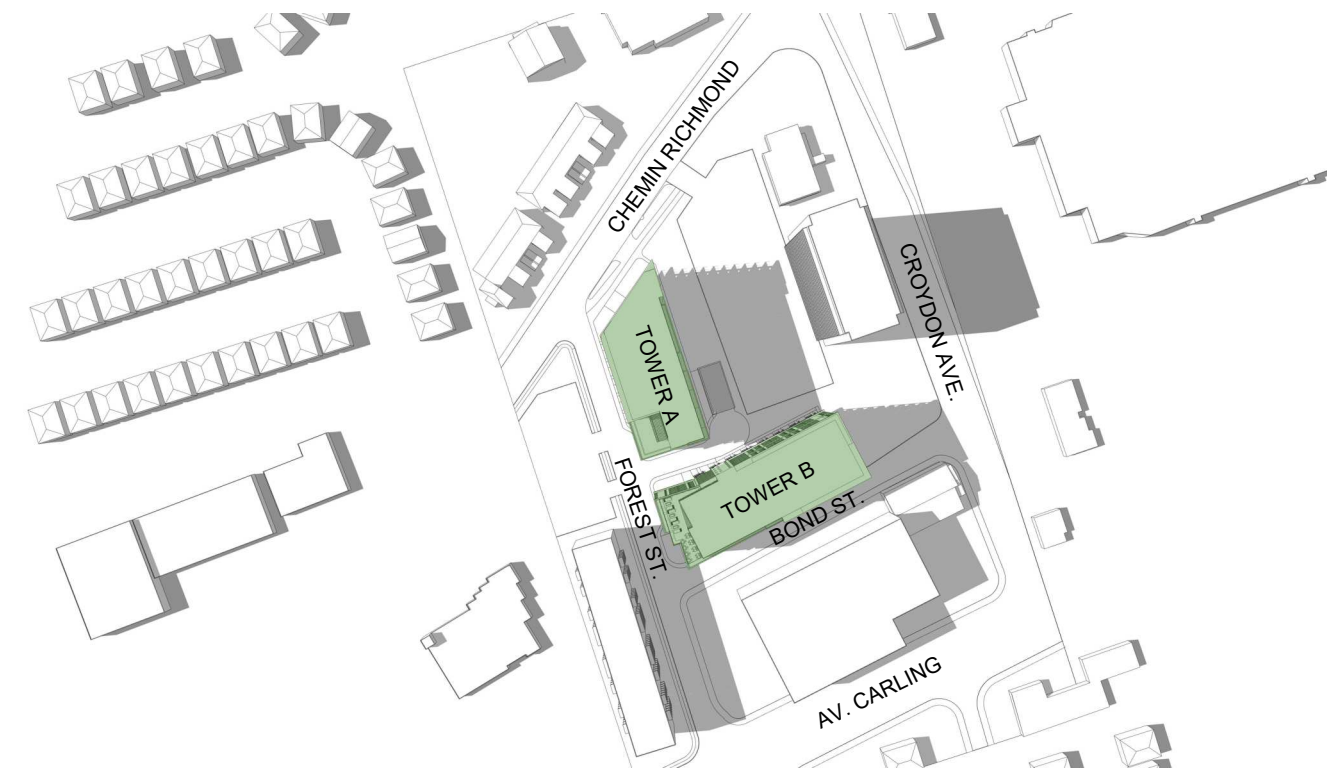 CHEMIN RICHMOND
CROYDON AVE.
TOWER A
TOWER B
FOREST ST.
BOND ST.
AV. CARLING